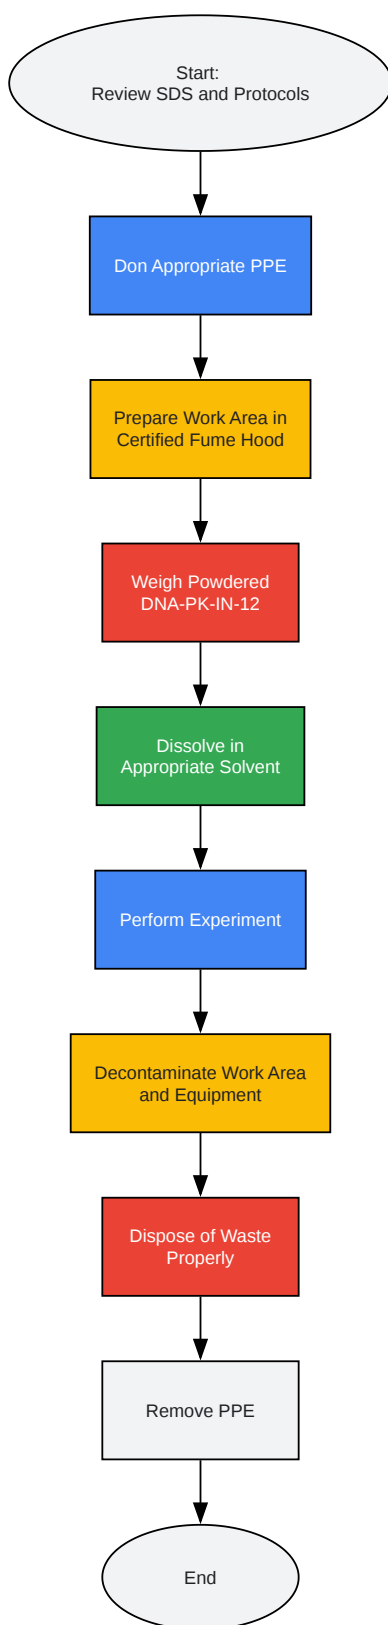 Start:
Review SDS and Protocols
Don Appropriate PPE
Prepare Work Area in
Certified Fume Hood
Weigh Powdered
DNA-PK-IN-12
Dissolve in
Appropriate Solvent
Perform Experiment
Decontaminate Work Area
and Equipment
Dispose of Waste
Properly
Remove PPE
End